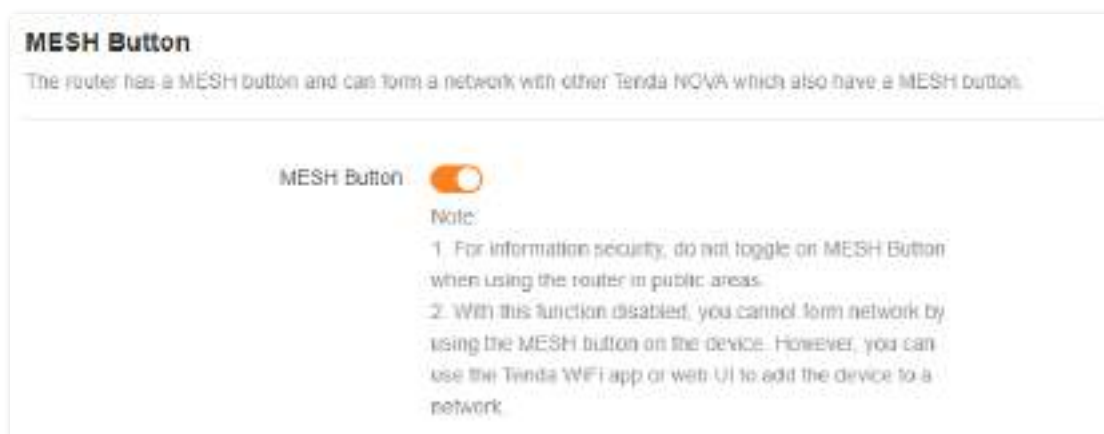 MESH Button
The router has a MESH button and can form a network with other Tenda NOVA which also have a MESH button.
MESH Button
Note:
1. For information security, do not toggle on MESH Button
when using the router in public areas.
2. With this function disabled, you cannot form network by
using the MESH button on the device. However, you can
use the Tenda WiFi app or web UI to add the device to a
network.